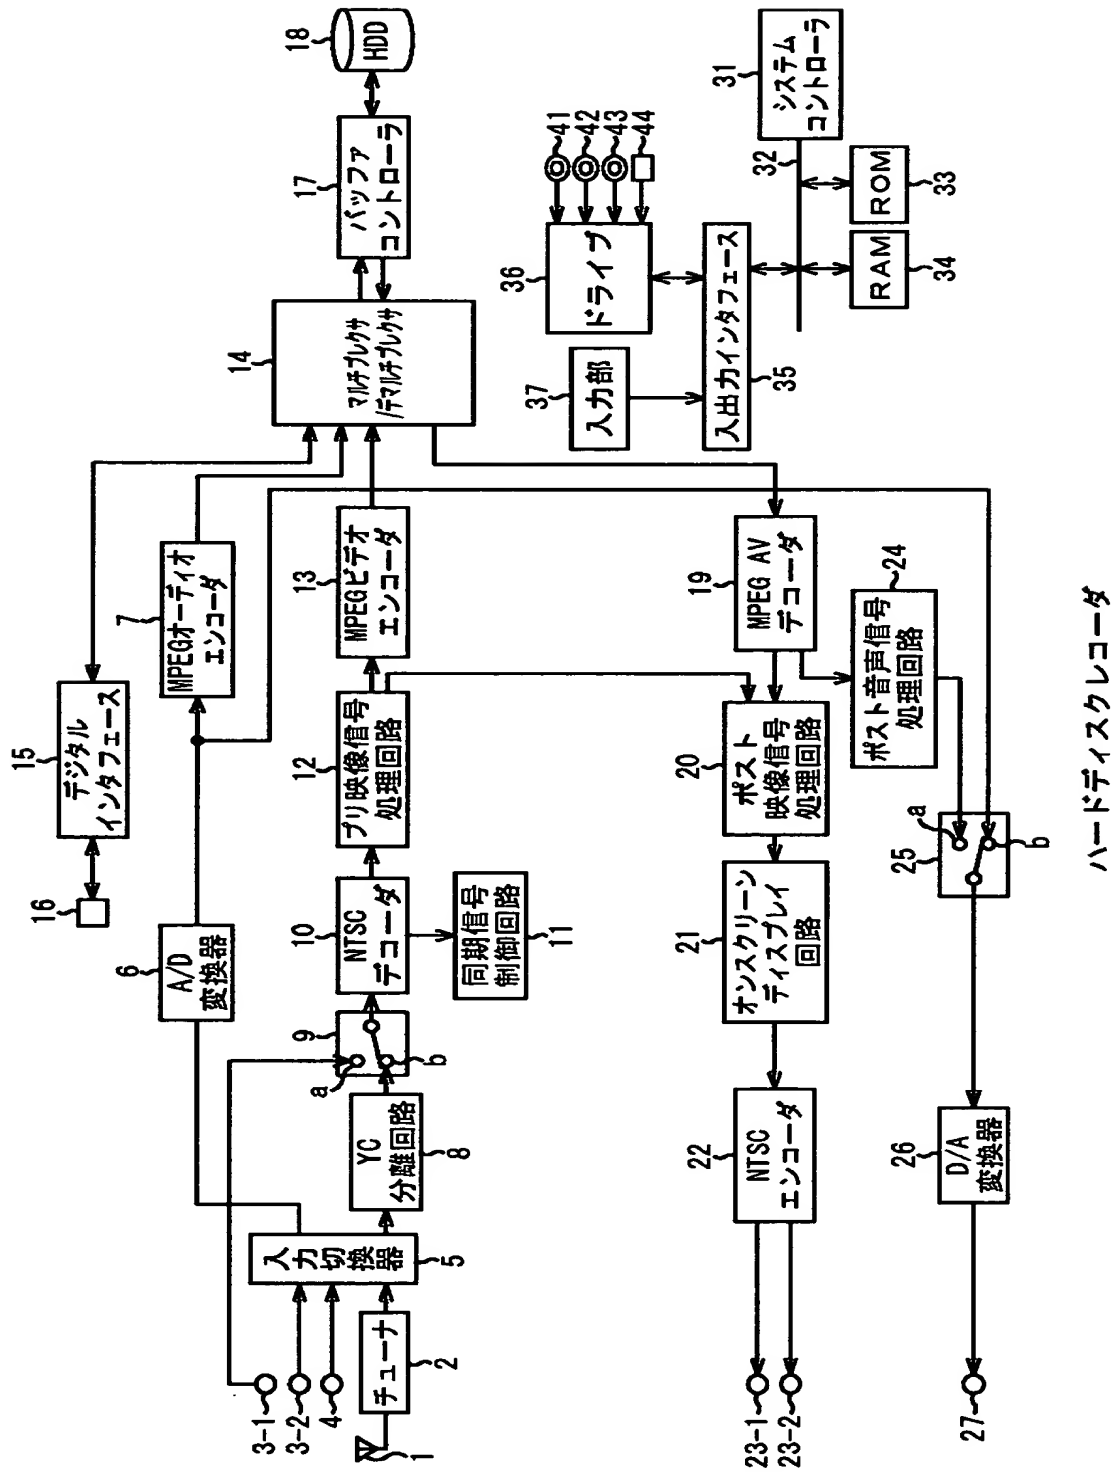 18
HDD
17
バッファ
コントローラ
14
マルチプレクサ
/デマルチプレクサ
15
デジタル
インタフェース
16
7
MPEGオーディオ
エンコーダ
6
A/D
変換器
13
MPEGビデオ
エンコーダ
12
プリ映像信号
処理回路
10
NTSC
デコーダ
同期信号
制御回路
11
9
a
b
YC
分離回路
8
入力切換器
5
チューナ
2
3-1
3-2
4
1
31
システム
コントローラ
32
ROM
33
RAM
34
41
42
43
44
36
ドライブ
37
入力部
入出力インタフェース
35
19
MPEG AV
デコーダ
24
ポスト音声信号
処理回路
20
ポスト
映像信号
処理回路
21
オンスクリーン
ディスプレイ
回路
22
NTSC
エンコーダ
23-1
23-2
25
a
b
26
D/A
変換器
27
ハードディスクレコーダ